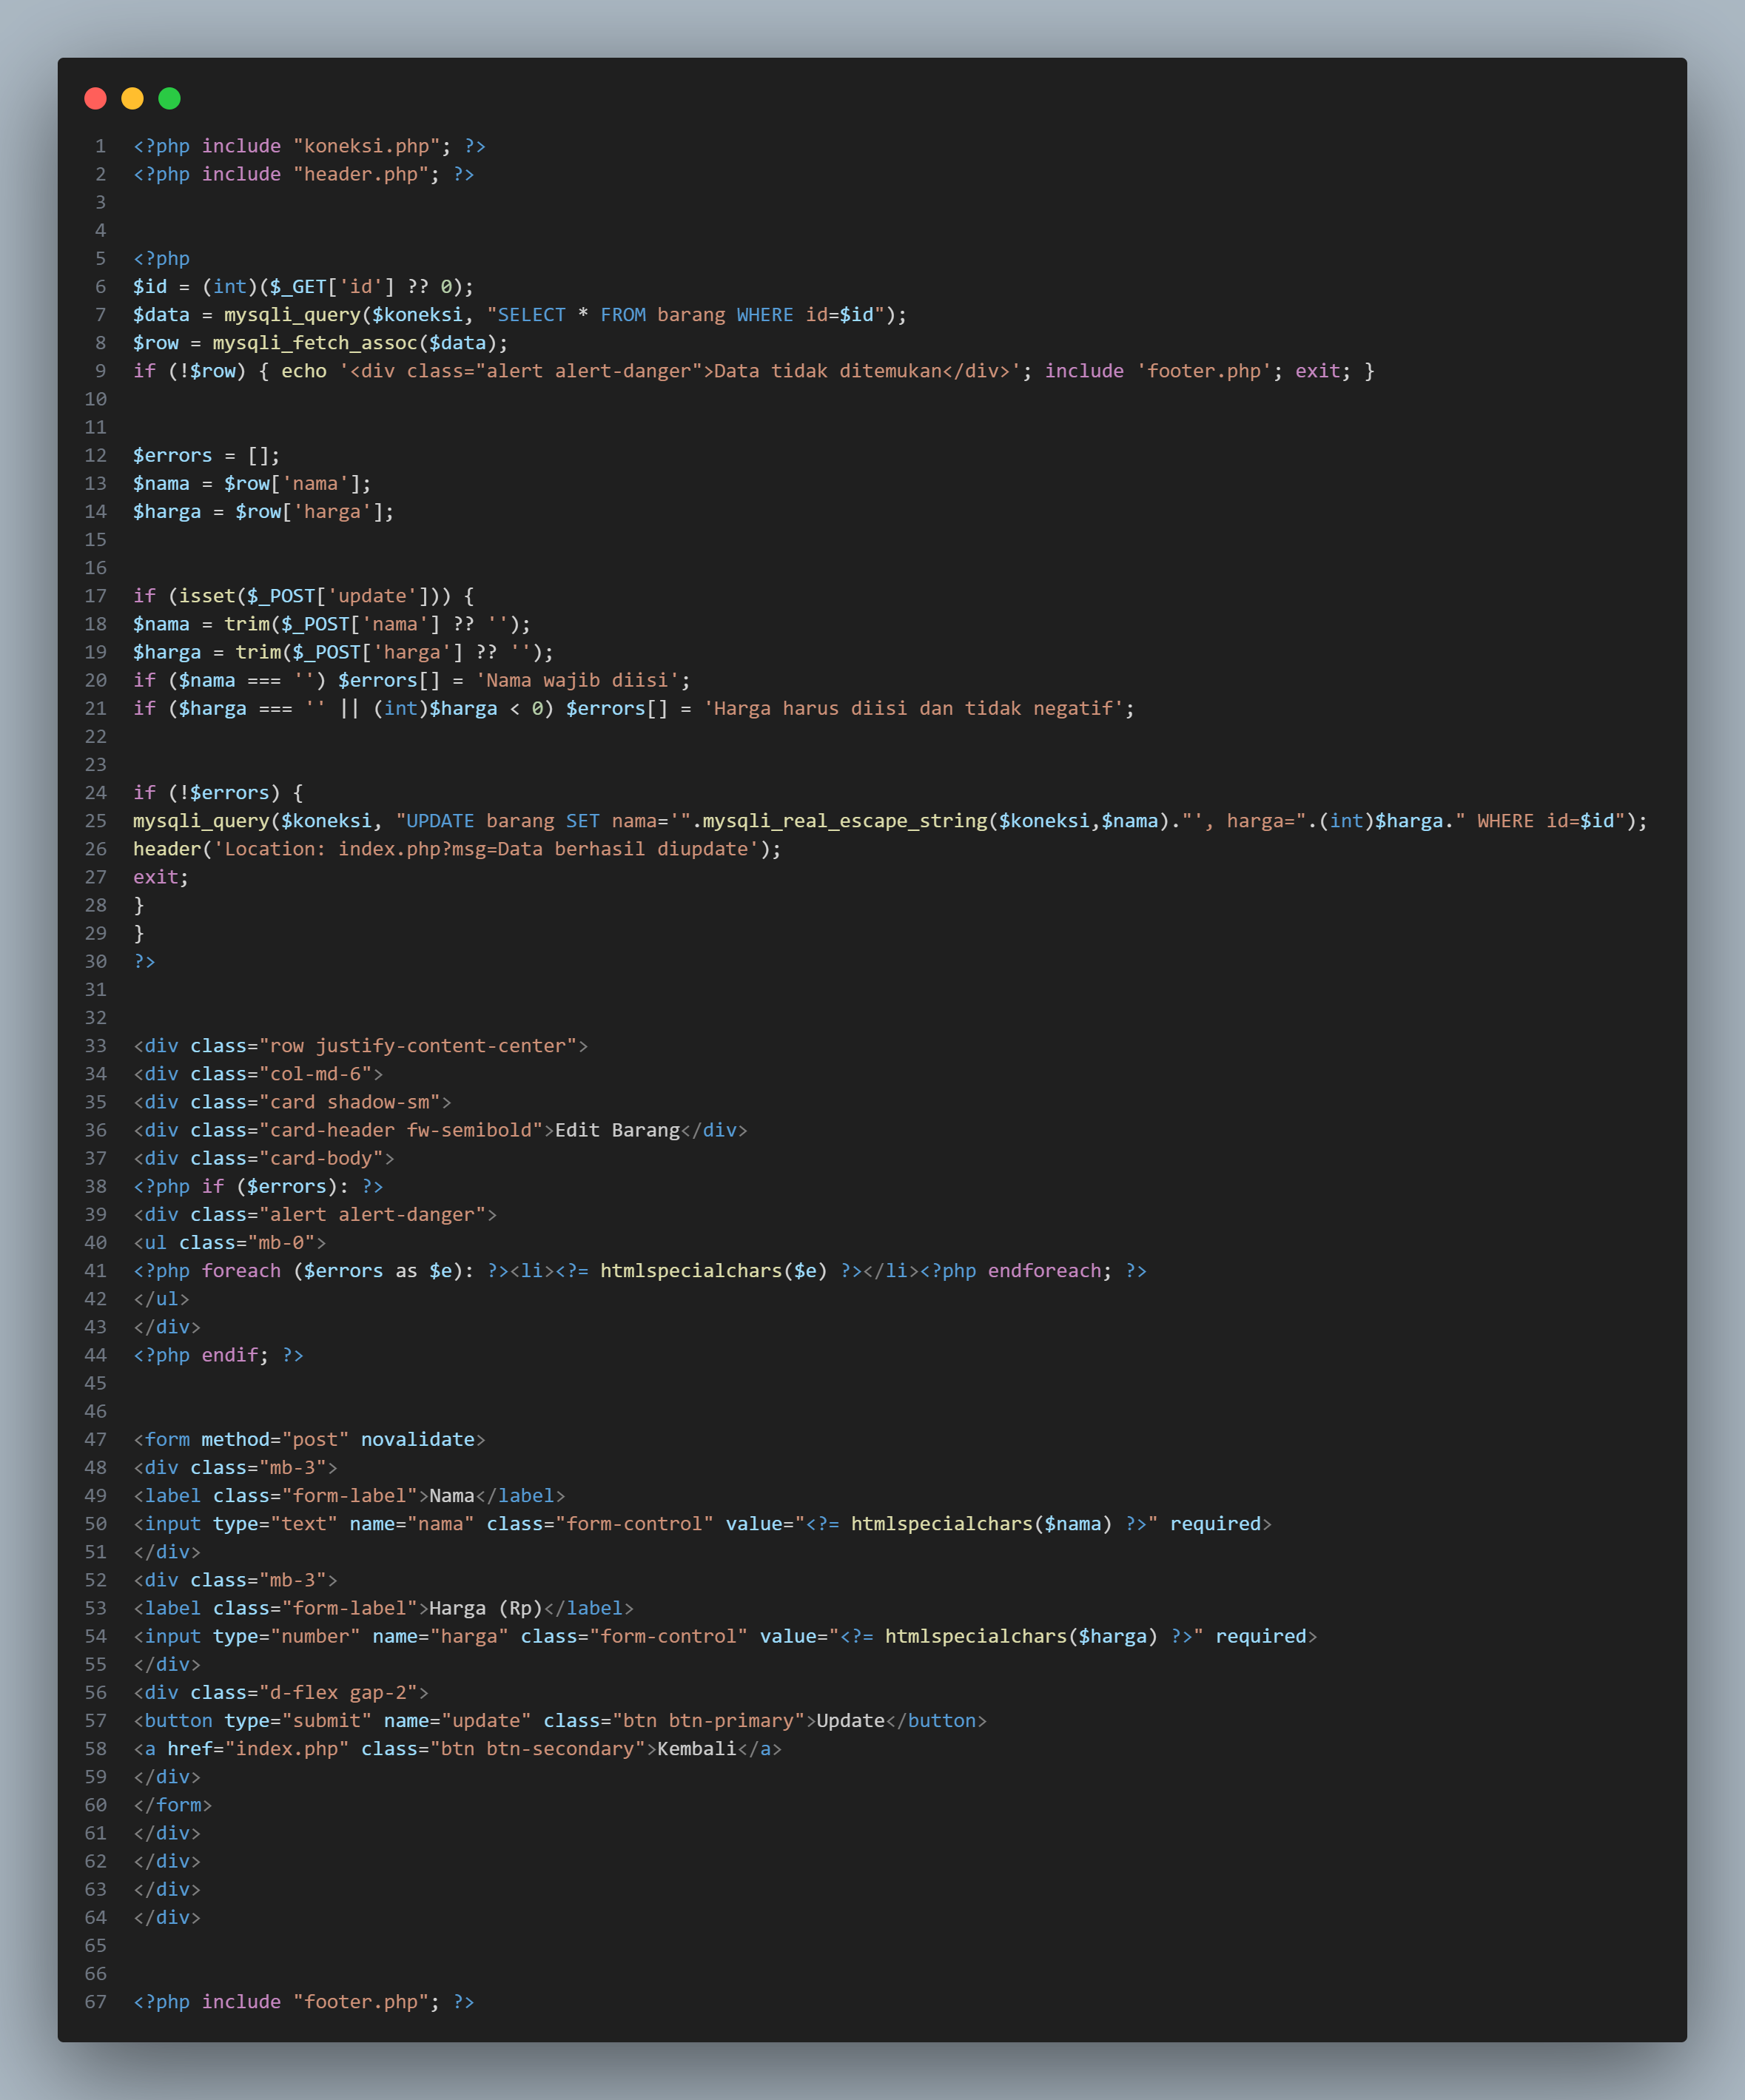 1 <?php include "koneksi.php"; ?>
2 <?php include "header.php"; ?>
3
4
5 <?php
6 $id = (int)($_GET['id'] ?? 0);
7 $data = mysqli_query($koneksi, "SELECT * FROM barang WHERE id=$id");
8 $row = mysqli_fetch_assoc($data);
9 if (!$row) { echo '<div class="alert alert-danger">Data tidak ditemukan</div>'; include 'footer.php'; exit; }
10
11
12 $errors = [];
13 $nama = $row['nama'];
14 $harga = $row['harga'];
15
16
17 if (isset($_POST['update'])) {
18 $nama = trim($_POST['nama'] ?? '');
19 $harga = trim($_POST['harga'] ?? '');
20 if ($nama === '') $errors[] = 'Nama wajib diisi';
21 if ($harga === '' || (int)$harga < 0) $errors[] = 'Harga harus diisi dan tidak negatif';
22
23
24 if (!$errors) {
25 mysqli_query($koneksi, "UPDATE barang SET nama='".mysqli_real_escape_string($koneksi,$nama)."', harga=".(int)$harga." WHERE id=$id");
26 header('Location: index.php?msg=Data berhasil diupdate');
27 exit;
28 }
29 }
30 ?>
31
32
33 <div class="row justify-content-center">
34 <div class="col-md-6">
35 <div class="card shadow-sm">
36 <div class="card-header fw-semibold">Edit Barang</div>
37 <div class="card-body">
38 <?php if ($errors): ?>
39 <div class="alert alert-danger">
40 <ul class="mb-0">
41 <?php foreach ($errors as $e): ?><li><?= htmlspecialchars($e) ?></li><?php endforeach; ?>
42 </ul>
43 </div>
44 <?php endif; ?>
45
46
47 <form method="post" novalidate>
48 <div class="mb-3">
49 <label class="form-label">Nama</label>
50 <input type="text" name="nama" class="form-control" value="<?= htmlspecialchars($nama) ?>" required>
51 </div>
52 <div class="mb-3">
53 <label class="form-label">Harga (Rp)</label>
54 <input type="number" name="harga" class="form-control" value="<?= htmlspecialchars($harga) ?>" required>
55 </div>
56 <div class="d-flex gap-2">
57 <button type="submit" name="update" class="btn btn-primary">Update</button>
58 <a href="index.php" class="btn btn-secondary">Kembali</a>
59 </div>
60 </form>
61 </div>
62 </div>
63 </div>
64 </div>
65
66
67 <?php include "footer.php"; ?>